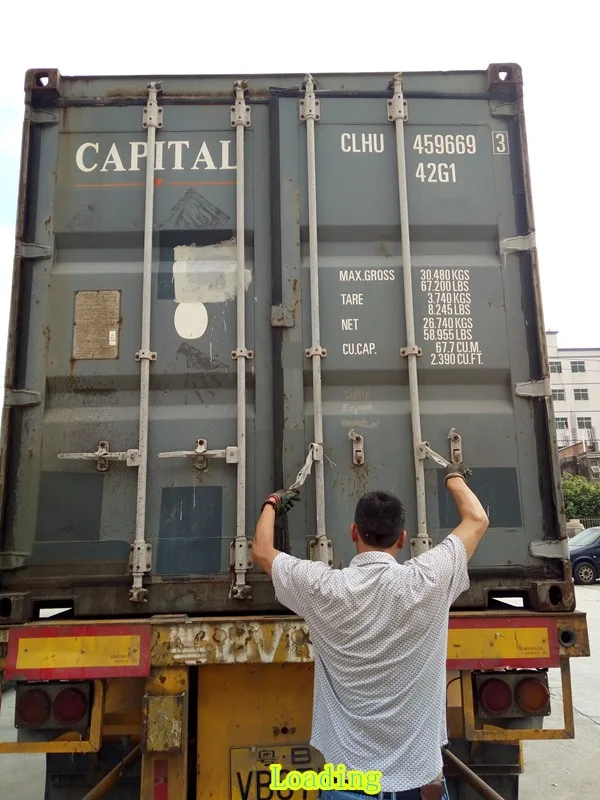 CAPITAL
CLHU 459669 3
42G1
MAX.GROSS 30.480 KGS
67.200 LBS
TARE 3.740 KGS
8.245 LBS
NET 26.740 KGS
58.955 LBS
CU.CAP. 67.7 CU.M.
2.390 CU.FT.
Loading